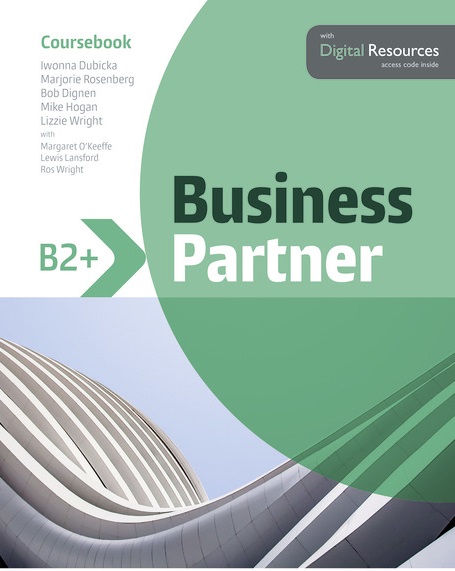 Coursebook
Iwonna Dubicka
Marjorie Rosenberg
Bob Dignen
Mike Hogan
Lizzie Wright
with
Margaret O'Keeffe
Lewis Lansford
Ros Wright
with
Digital Resources
access code inside
Business
Partner
B2+